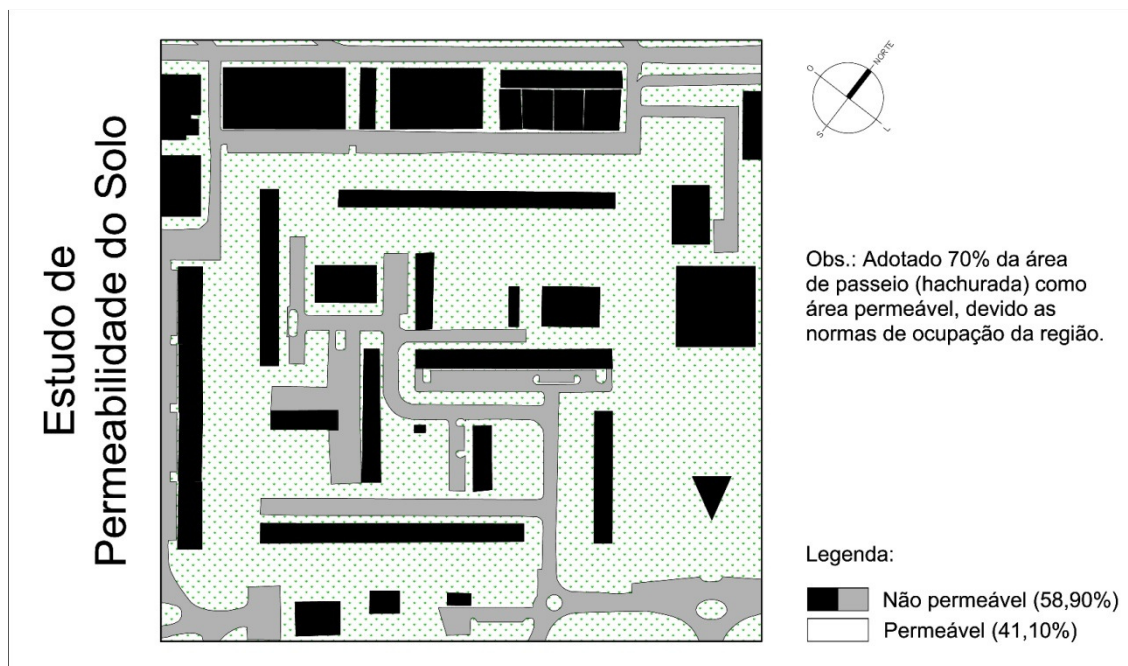 Estudo de
Permeabilidade do Solo
NORTE
O
S
L
Obs.: Adotado 70% da área
de passeio (hachurada) como
área permeável, devido as
normas de ocupação da região.
Legenda:
Não permeável (58,90%)
Permeável (41,10%)